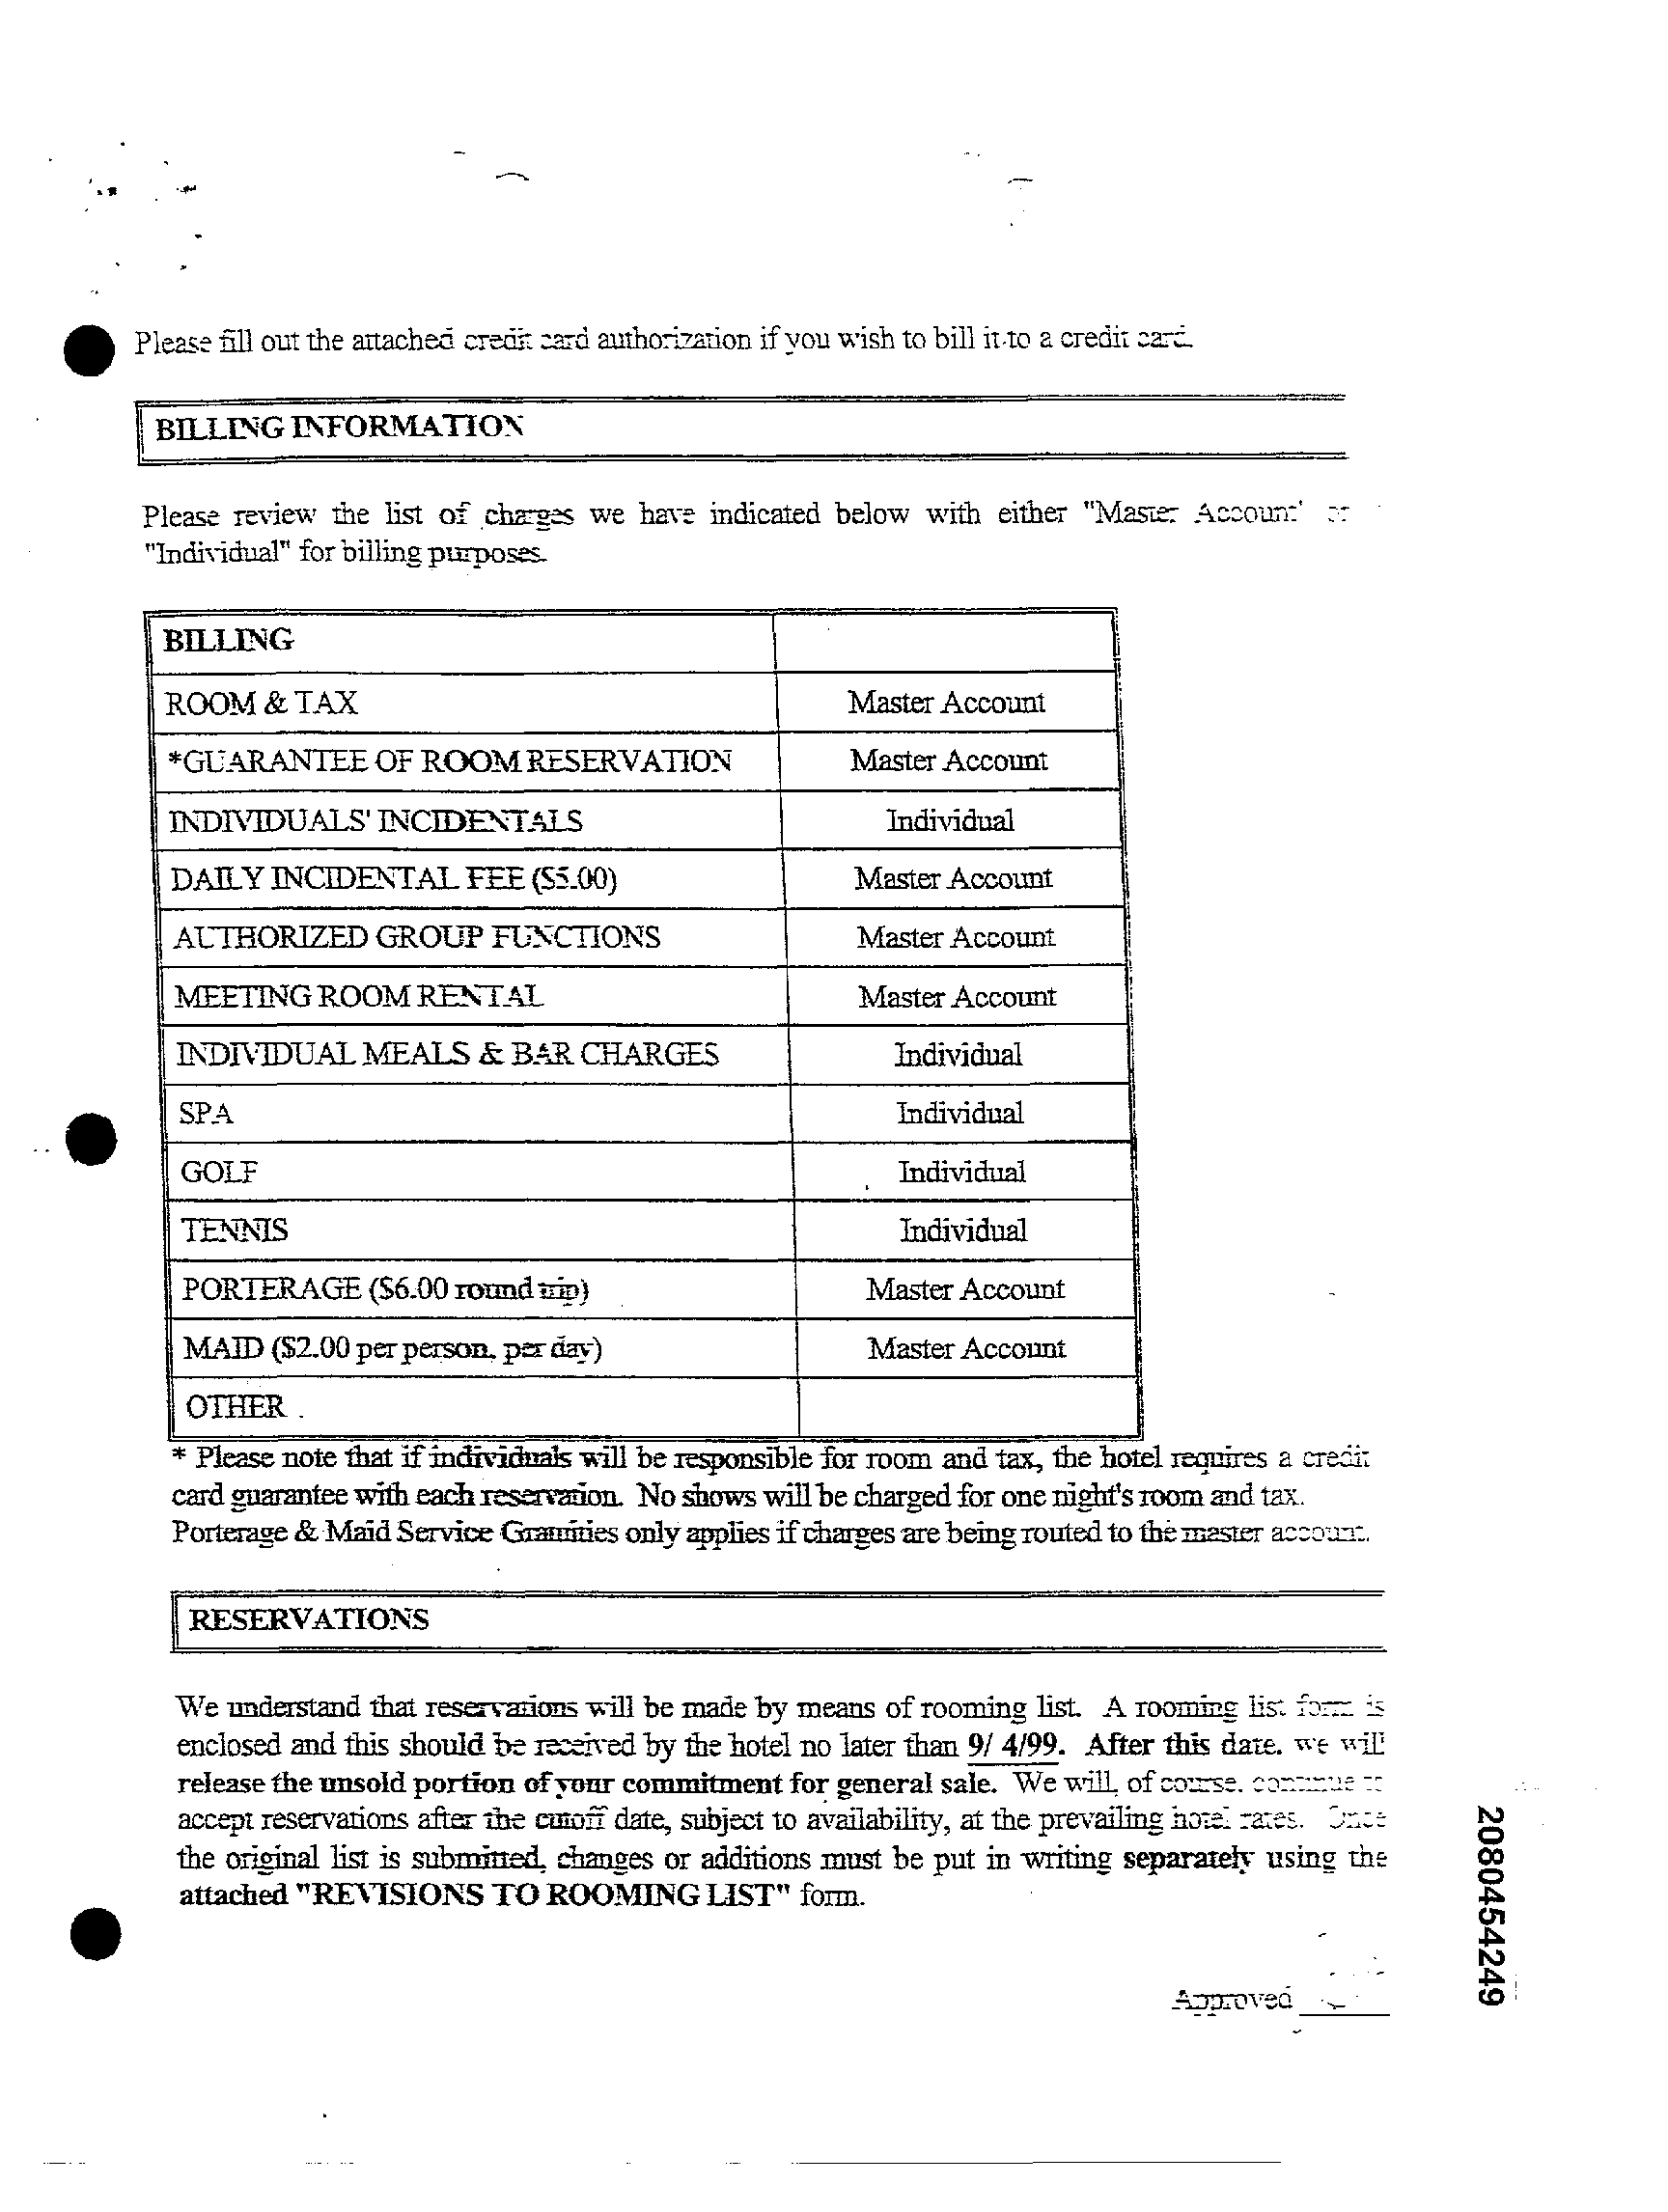 Please fill out the attached credit card authorization if you wish to bill it to a credit card.
BILLING INFORMATION
Please review the list of charges we have indicated below with either "Master Account" or
"Individual" for billing purposes.
BILLING
ROOM & TAX Master Account
*GUARANTEE OF ROOM RESERVATION Master Account
INDIVIDUALS' INCIDENTALS Individual
DAILY INCIDENTAL FEE ($5.00) Master Account
AUTHORIZED GROUP FUNCTIONS Master Account
MEETING ROOM RENTAL Master Account
INDIVIDUAL MEALS & BAR CHARGES Individual
SPA Individual
GOLF Individual
TENNIS Individual
PORTERAGE ($6.00 round trip) Master Account
MAID ($2.00 per person, per day) Master Account
OTHER
* Please note that if individuals will be responsible for room and tax, the hotel requires a credit
card guarantee with each reservation. No shows will be charged for one night's room and tax.
Porterage & Maid Service Gratuities only applies if charges are being routed to the master account.
RESERVATIONS
We understand that reservations will be made by means of rooming list. A rooming list form is
enclosed and this should be received by the hotel no later than 9/ 4/99. After this date, we will
release the unsold portion of your commitment for general sale. We will, of course, continue to
accept reservations after the cutoff date, subject to availability, at the prevailing hotel rates. Once
the original list is submitted, changes or additions must be put in writing separately using the
attached "REVISIONS TO ROOMING LIST" form.
Approved
2080454249